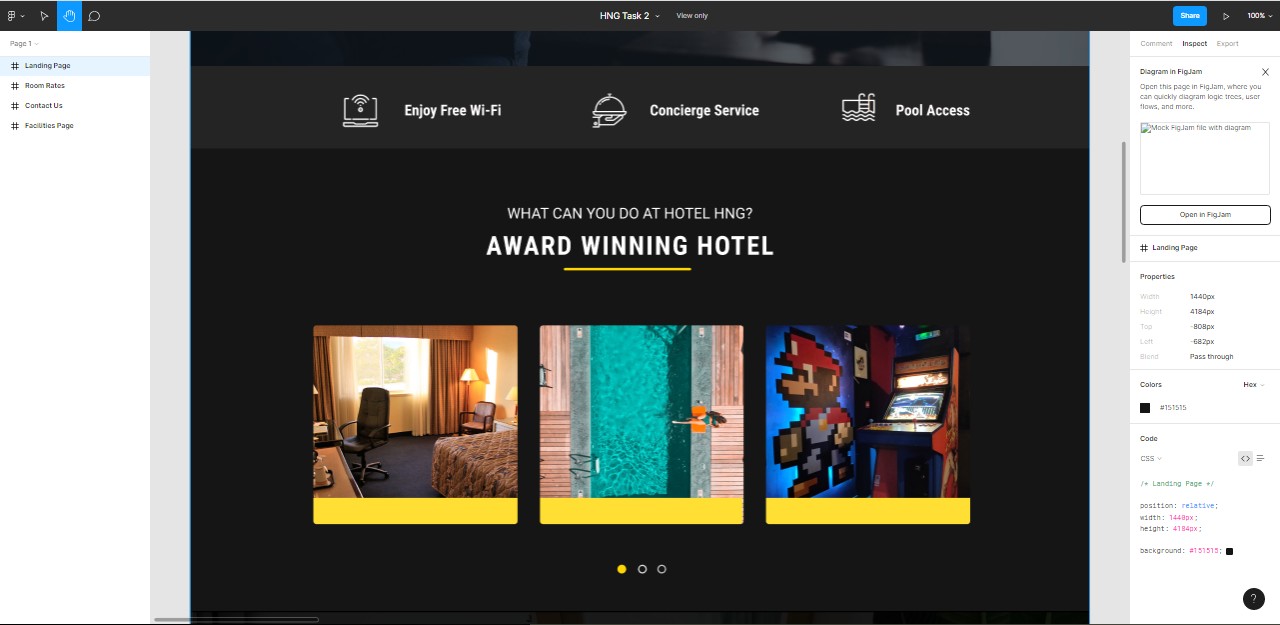 HNG Task 2
View only
Share
100%
Page 1
Landing Page
Room Rates
Contact Us
Facilities Page
Enjoy Free Wi-Fi
Concierge Service
Pool Access
WHAT CAN YOU DO AT HOTEL HNG?
AWARD WINNING HOTEL
Comment Inspect Export
Diagram in FigJam
Open this page in FigJam, where you
can quickly diagram logic trees, user
flows, and more.
Mock FigJam file with diagram
Open in FigJam
Landing Page
Properties
Width 1440px
Height 4184px
Top -808px
Left -682px
Blend Pass through
Colors Hex
#151515
Code
CSS
/* Landing Page */
position: relative;
width: 1440px;
height: 4184px;
background: #151515;
?